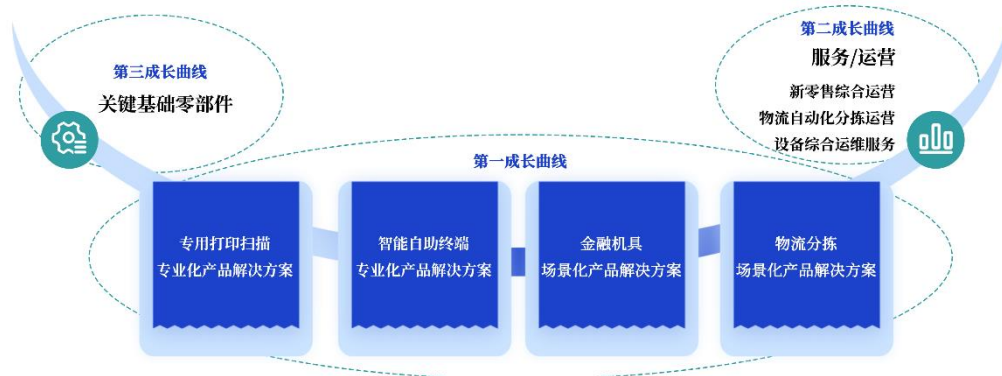 第三成长曲线
关键基础零部件
第二成长曲线
服务/运营
新零售综合运营
物流自动化分拣运营
设备综合运维服务
第一成长曲线
专用打印扫描
专业化产品解决方案
智能自助终端
专业化产品解决方案
金融机具
场景化产品解决方案
物流分拣
场景化产品解决方案